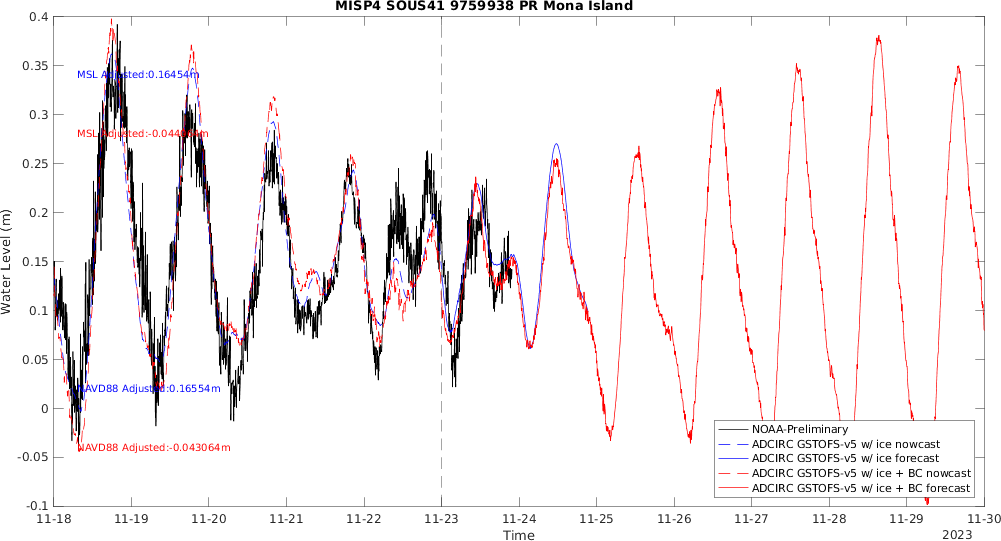 MISP4 SOUS41 9759938 PR Mona Island
0.4
0.35
0.3
0.25
0.2
0.15
0.1
0.05
0
-0.05
-0.1
Water Level (m)
MSL Adjusted:0.16454m
NAVD88 Adjusted:0.16554m
NAVD88 Adjusted:-0.043064m
NOAA-Preliminary
ADCIRC GSTOFS-v5 w/ ice nowcast
ADCIRC GSTOFS-v5 w/ ice forecast
ADCIRC GSTOFS-v5 w/ ice + BC nowcast
ADCIRC GSTOFS-v5 w/ ice + BC forecast
11-18 11-19 11-20 11-21 11-22 11-23 11-24 11-25 11-26 11-27 11-28 11-29 11-30
Time
2023